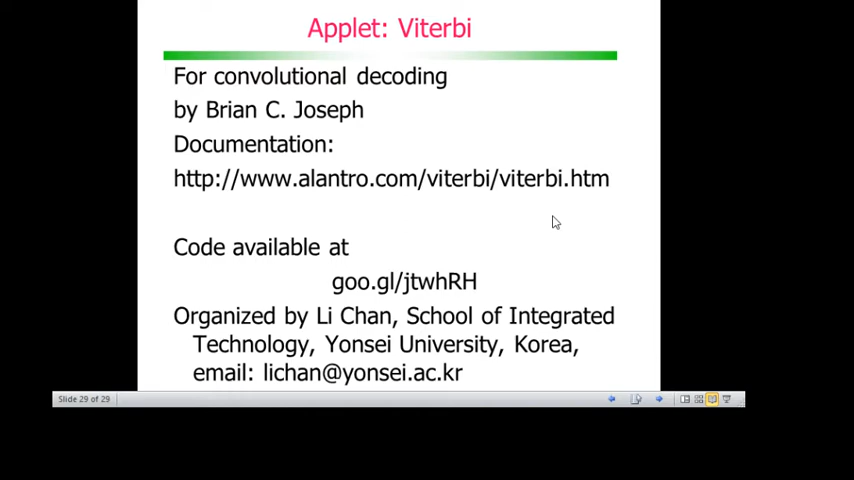 Applet: Viterbi
For convolutional decoding
by Brian C. Joseph
Documentation:
http://www.alantro.com/viterbi/viterbi.htm
Code available at
goo.gl/jtwhRH
Organized by Li Chan, School of Integrated
Technology, Yonsei University, Korea,
email: lichan@yonsei.ac.kr
Slide 29 of 29